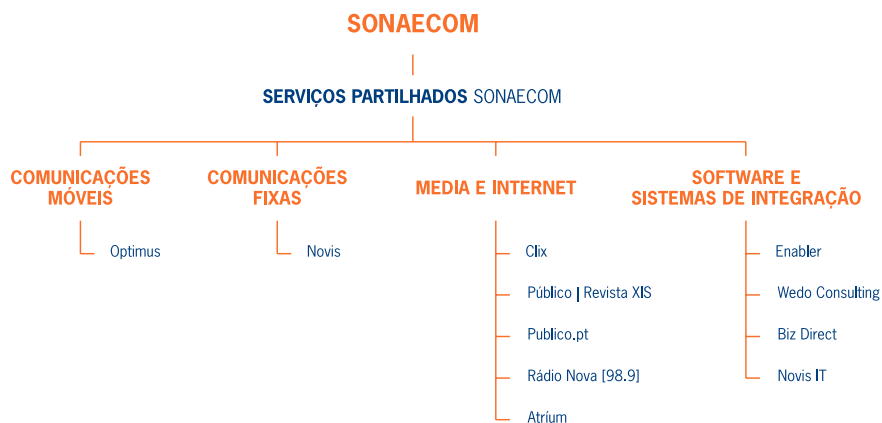 SONAECOM
SERVIÇOS PARTILHADOS SONAECOM
COMUNICAÇÕES
MÓVEIS
Optimus
COMUNICAÇÕES
FIXAS
Novis
MEDIA E INTERNET
Clix
Público | Revista XIS
Publico.pt
Rádio Nova [98.9]
Atríum
SOFTWARE E
SISTEMAS DE INTEGRAÇÃO
Enabler
Wedo Consulting
Biz Direct
Novis IT